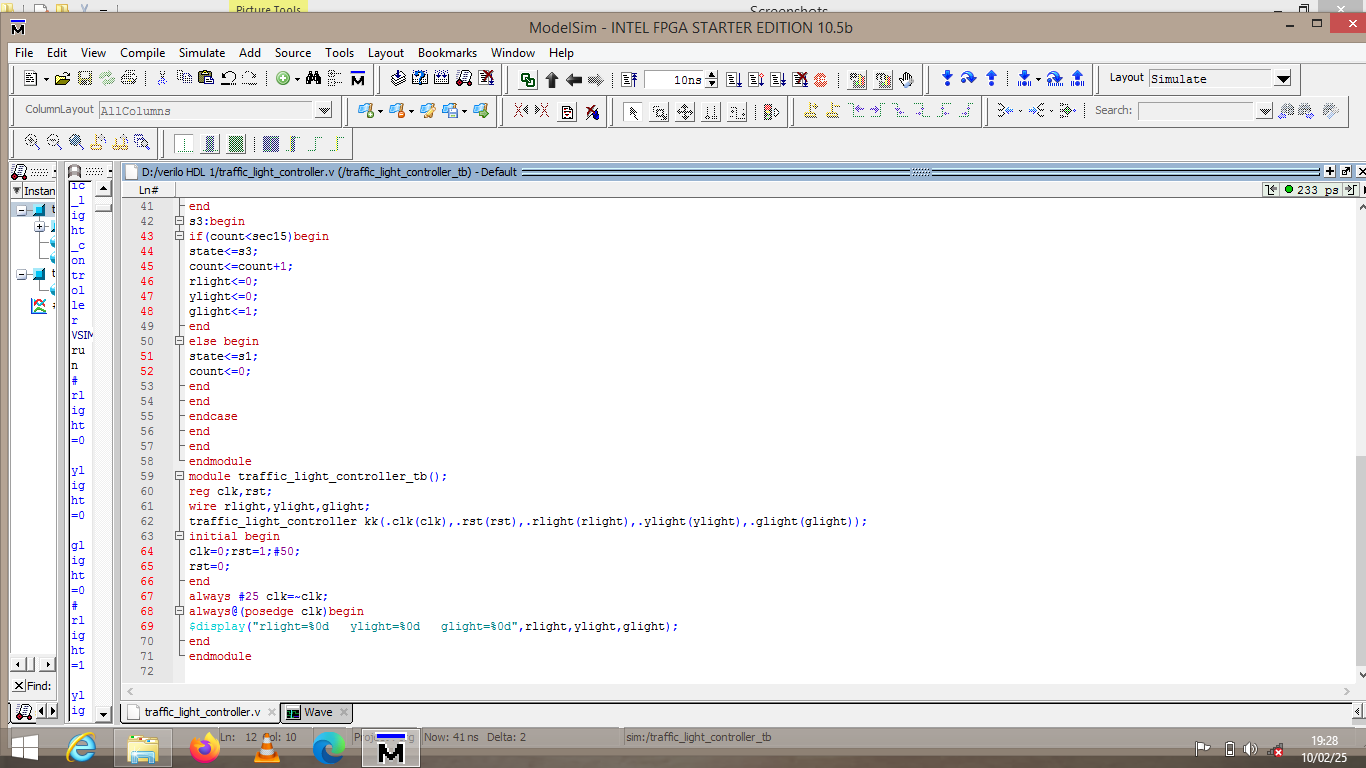 Picture Tools
Screenshots
ModelSim - INTEL FPGA STARTER EDITION 10.5b
File Edit View Compile Simulate Add Source Tools Layout Bookmarks Window Help
10ns
Layout Simulate
ColumnLayout AllColumns
Search:
D:/verilo HDL 1/traffic_light_controller.v (/traffic_light_controller_tb) - Default
Instan
Ln#
233 ps
41 end
42 s3:begin
43 if(count<sec15)begin
44 state<=s3;
45 count<=count+1;
46 rlight<=0;
47 ylight<=0;
48 glight<=1;
49 end
50 else begin
51 state<=s1;
52 count<=0;
53 end
54 end
55 endcase
56 end
57 end
58 endmodule
59 module traffic_light_controller_tb();
60 reg clk,rst;
61 wire rlight,ylight,glight;
62 traffic_light_controller kk(.clk(clk),.rst(rst),.rlight(rlight),.ylight(ylight),.glight(glight));
63 initial begin
64 clk=0;rst=1;#50;
65 rst=0;
66 end
67 always #25 clk=~clk;
68 always@(posedge clk)begin
69 $display("rlight=%0d   ylight=%0d   glight=%0d",rlight,ylight,glight);
70 end
71 endmodule
72
t
t
#
ic
_l
ig
ht
_c
on
tr
ol
le
r
VSIM
ru
n
#
rl
ig
ht
=0
yl
ig
ht
=0
gl
ig
ht
=0
#
rl
ig
ht
=1
yl
ig
Find:
traffic_light_controller.v
Wave
Ln: 12 Col: 10
Now: 41 ns Delta: 2
sim:/traffic_light_controller_tb
19:28
10/02/25